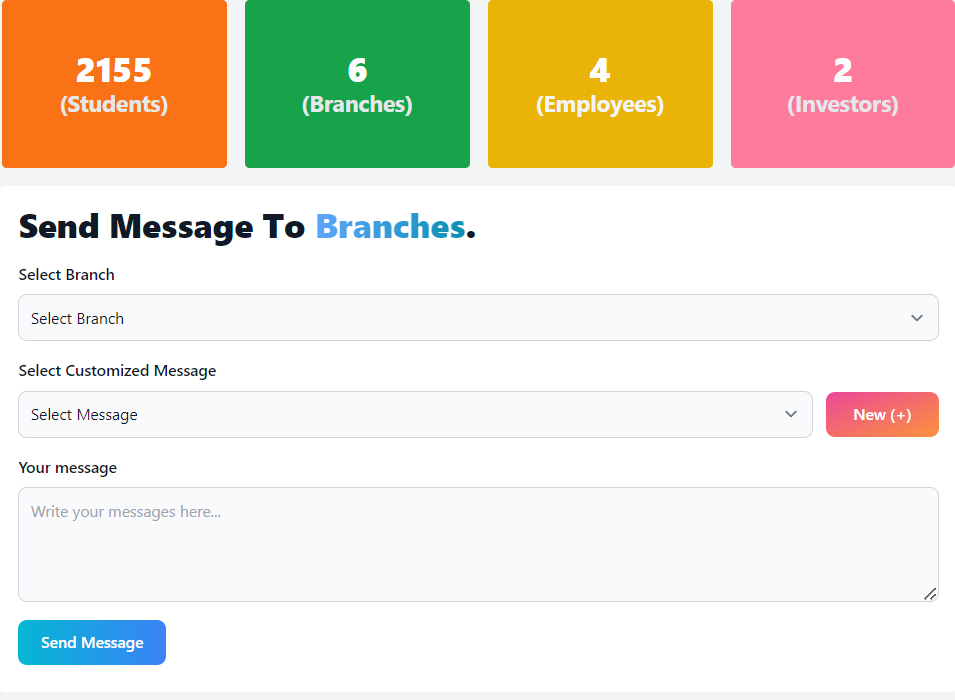 2155
(Students)
6
(Branches)
4
(Employees)
2
(Investors)
Send Message To Branches.
Select Branch
Select Branch
Select Customized Message
Select Message
New (+)
Your message
Write your messages here...
Send Message